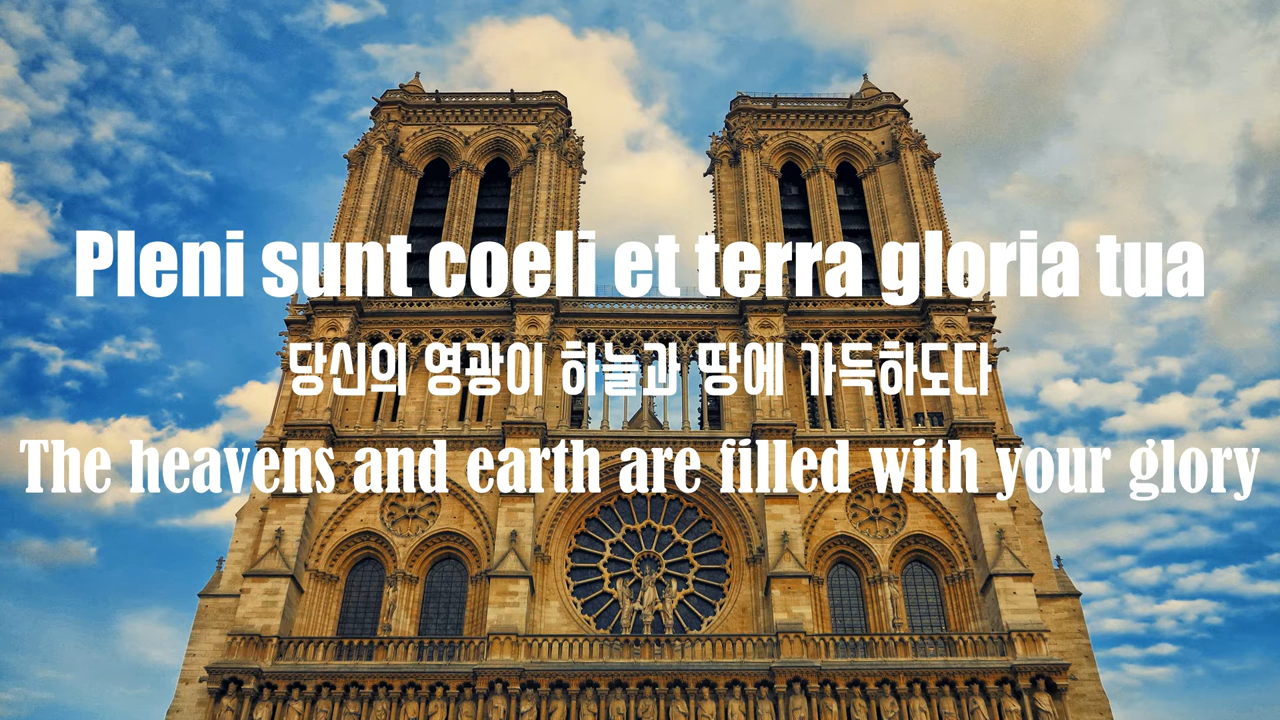 Pleni sunt coeli et terra gloria tua
당신의 영광이 하늘과 땅에 가득하도다
The heavens and earth are filled with your glory